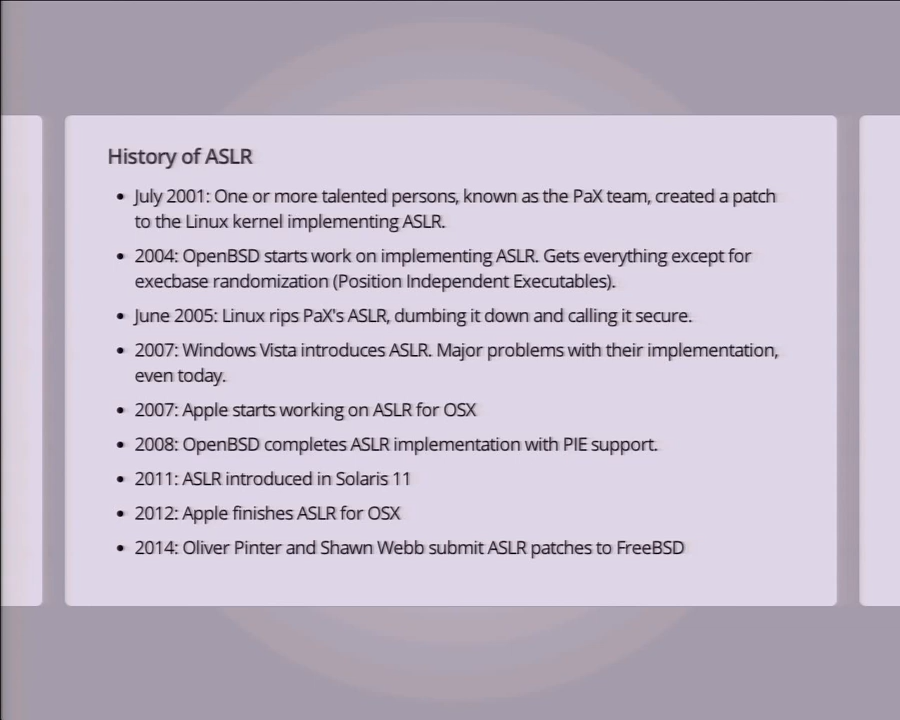 History of ASLR
• July 2001: One or more talented persons, known as the PaX team, created a patch
to the Linux kernel implementing ASLR.
• 2004: OpenBSD starts work on implementing ASLR. Gets everything except for
execbase randomization (Position Independent Executables).
• June 2005: Linux rips PaX's ASLR, dumbing it down and calling it secure.
• 2007: Windows Vista introduces ASLR. Major problems with their implementation,
even today.
• 2007: Apple starts working on ASLR for OSX
• 2008: OpenBSD completes ASLR implementation with PIE support.
• 2011: ASLR introduced in Solaris 11
• 2012: Apple finishes ASLR for OSX
• 2014: Oliver Pinter and Shawn Webb submit ASLR patches to FreeBSD